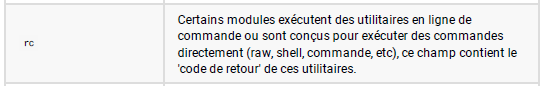 rc
Certains modules exécutent des utilitaires en ligne de
commande ou sont conçus pour exécuter des commandes
directement (raw, shell, commande, etc), ce champ contient le
'code de retour' de ces utilitaires.